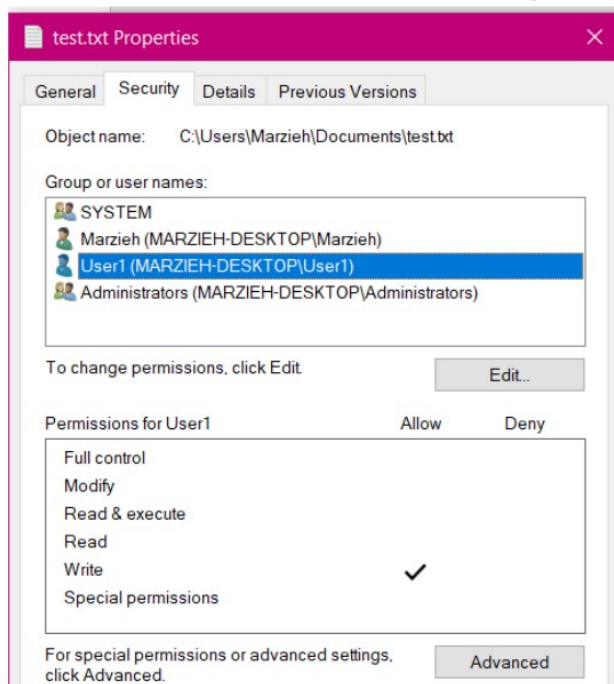 test.txt Properties
General Security Details Previous Versions
Object name: C:\Users\Marzieh\Documents\test.txt
Group or user names:
SYSTEM
Marzieh (MARZIEH-DESKTOP\Marzieh)
User1 (MARZIEH-DESKTOP\User1)
Administrators (MARZIEH-DESKTOP\Administrators)
To change permissions, click Edit.
Edit...
Permissions for User1 Allow Deny
Full control
Modify
Read & execute
Read
Write
Special permissions
For special permissions or advanced settings,
click Advanced.
Advanced